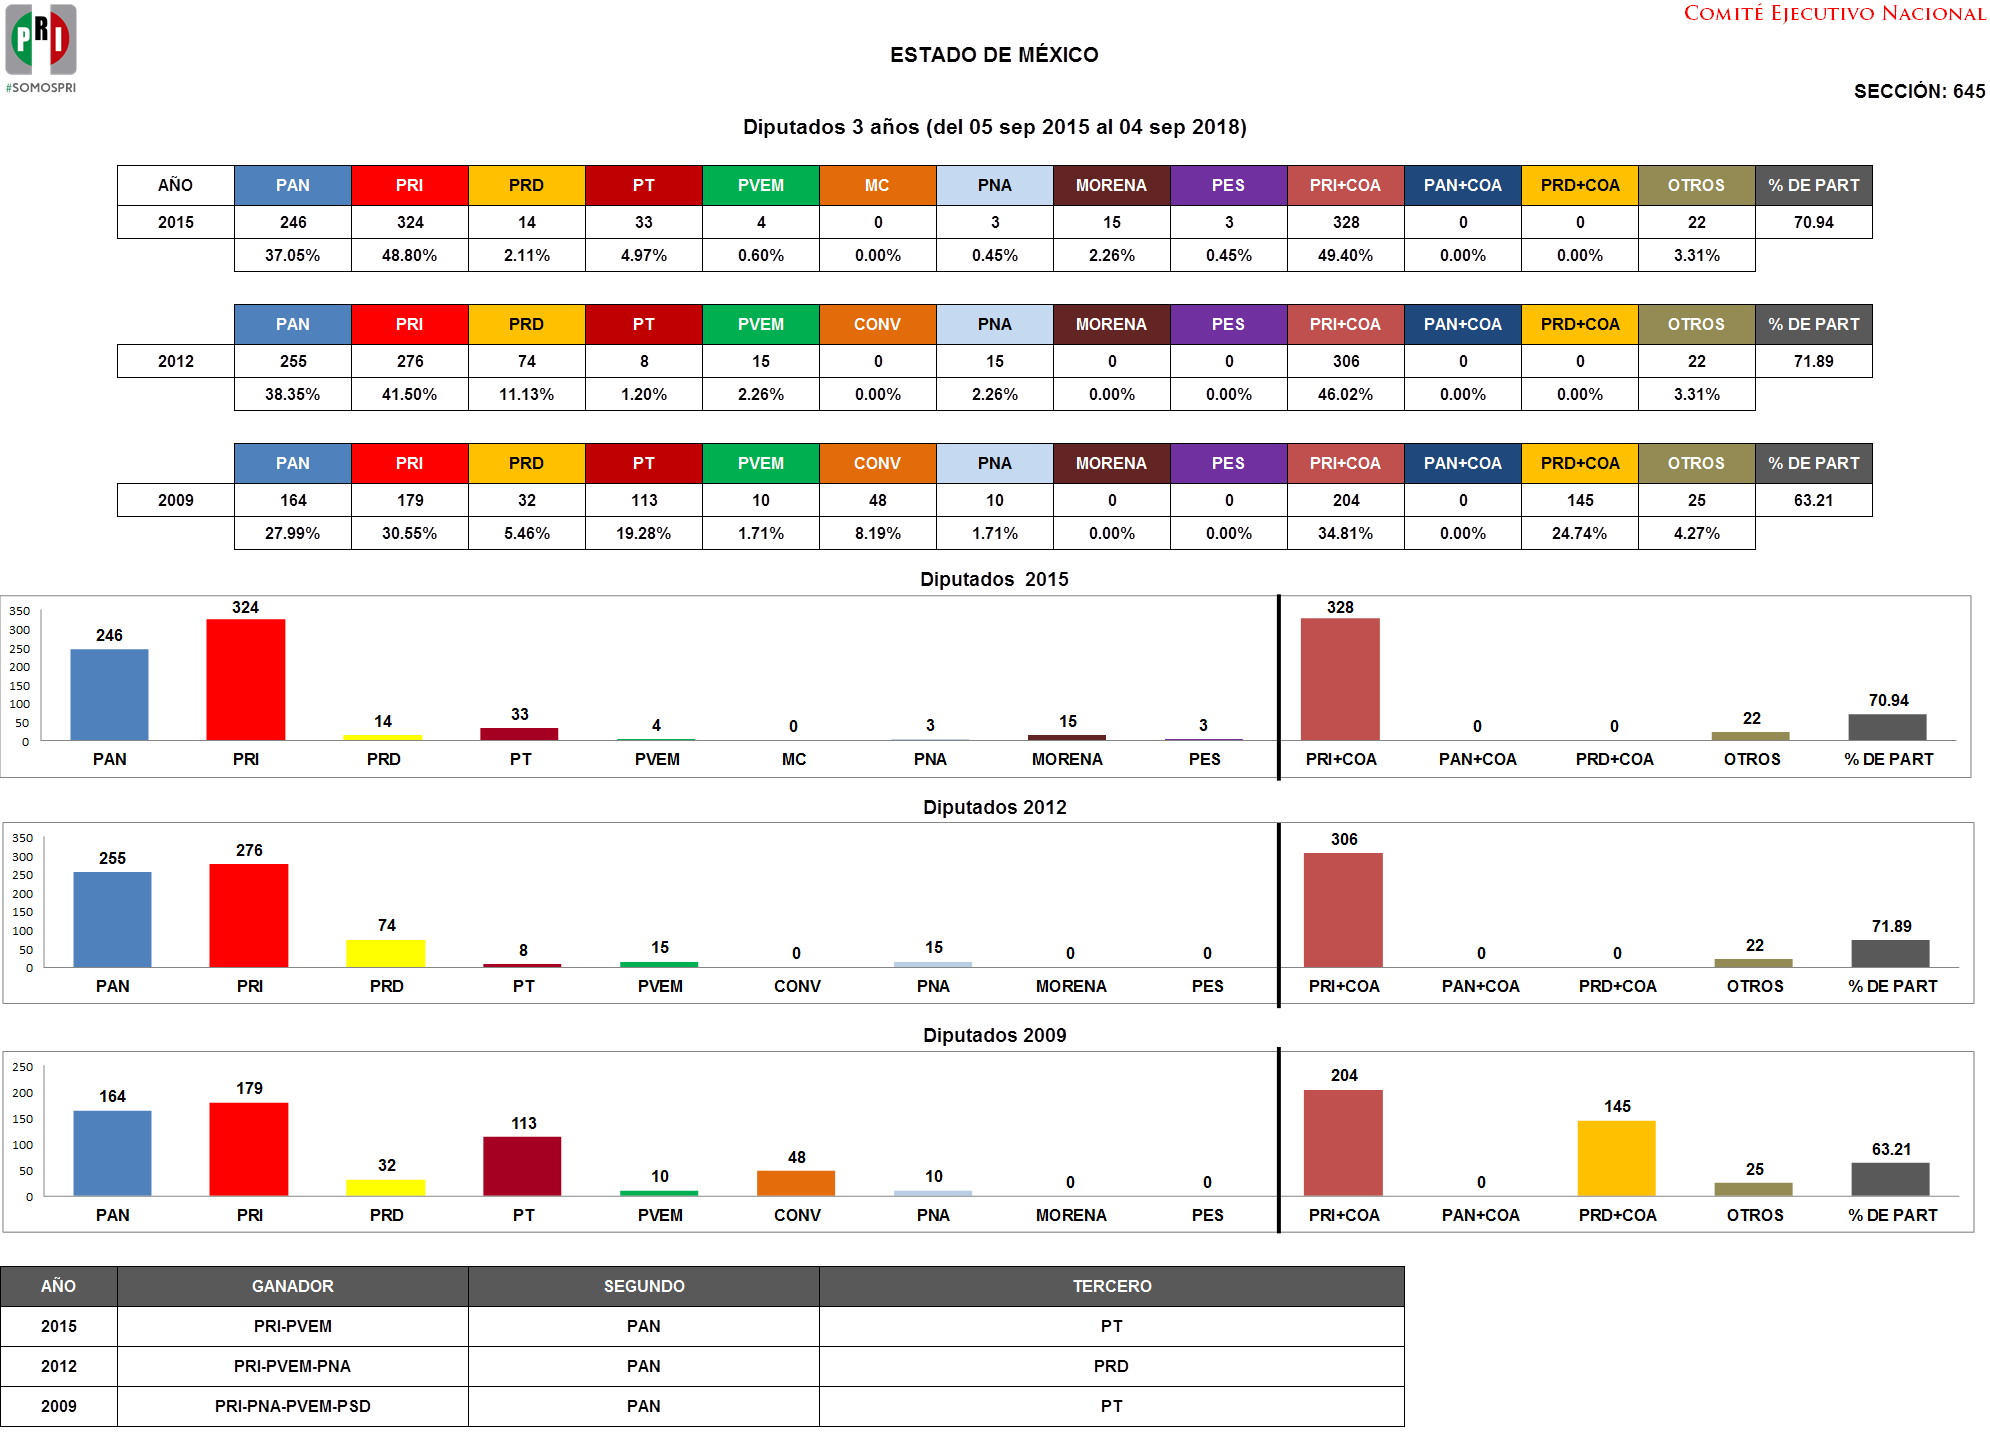 PRI
#SOMOSPRI
COMITÉ EJECUTIVO NACIONAL
ESTADO DE MÉXICO
SECCIÓN: 645
Diputados 3 años (del 05 sep 2015 al 04 sep 2018)
AÑO PAN PRI PRD PT PVEM MC PNA MORENA PES PRI+COA PAN+COA PRD+COA OTROS % DE PART
2015 246 324 14 33 4 0 3 15 3 328 0 0 22 70.94
37.05% 48.80% 2.11% 4.97% 0.60% 0.00% 0.45% 2.26% 0.45% 49.40% 0.00% 0.00% 3.31%
PAN PRI PRD PT PVEM CONV PNA MORENA PES PRI+COA PAN+COA PRD+COA OTROS % DE PART
2012 255 276 74 8 15 0 15 0 0 306 0 0 22 71.89
38.35% 41.50% 11.13% 1.20% 2.26% 0.00% 2.26% 0.00% 0.00% 46.02% 0.00% 0.00% 3.31%
PAN PRI PRD PT PVEM CONV PNA MORENA PES PRI+COA PAN+COA PRD+COA OTROS % DE PART
2009 164 179 32 113 10 48 10 0 0 204 0 145 25 63.21
27.99% 30.55% 5.46% 19.28% 1.71% 8.19% 1.71% 0.00% 0.00% 34.81% 0.00% 24.74% 4.27%
Diputados 2015
350
300
250
200
150
100
50
0
246 324 14 33 4 0 3 15 3 328 0 0 22 70.94
PAN PRI PRD PT PVEM MC PNA MORENA PES PRI+COA PAN+COA PRD+COA OTROS % DE PART
Diputados 2012
350
300
250
200
150
100
50
0
255 276 74 8 15 0 15 0 0 306 0 0 22 71.89
PAN PRI PRD PT PVEM CONV PNA MORENA PES PRI+COA PAN+COA PRD+COA OTROS % DE PART
Diputados 2009
250
200
150
100
50
0
164 179 32 113 10 48 10 0 0 204 0 145 25 63.21
PAN PRI PRD PT PVEM CONV PNA MORENA PES PRI+COA PAN+COA PRD+COA OTROS % DE PART
AÑO GANADOR SEGUNDO TERCERO
2015 PRI-PVEM PAN PT
2012 PRI-PVEM-PNA PAN PRD
2009 PRI-PNA-PVEM-PSD PAN PT